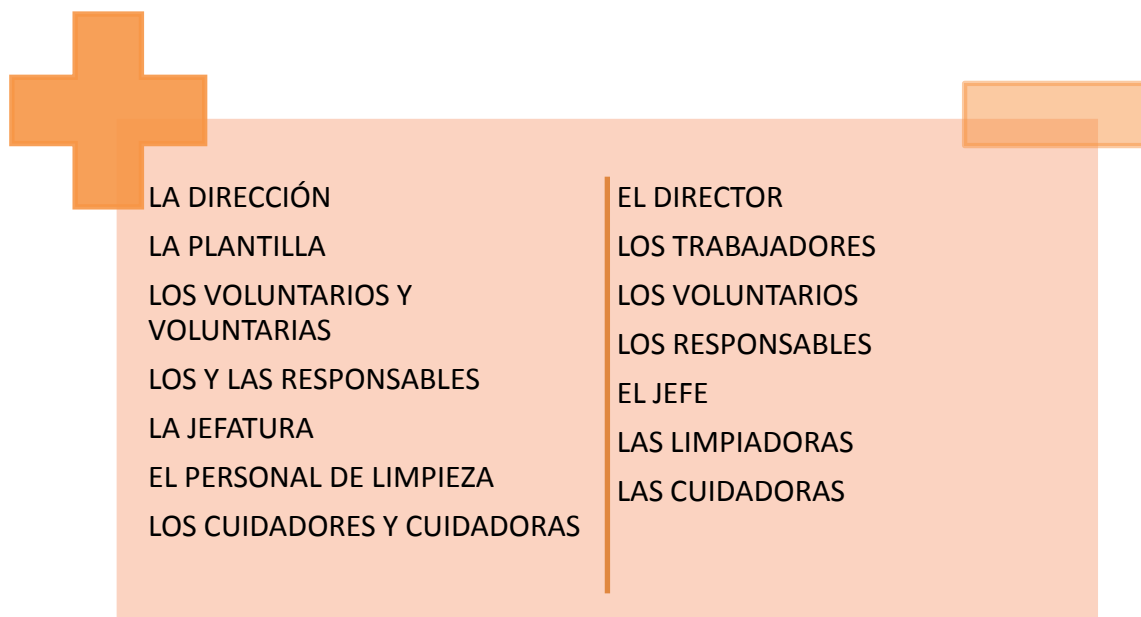 LA DIRECCIÓN
LA PLANTILLA
LOS VOLUNTARIOS Y
VOLUNTARIAS
LOS Y LAS RESPONSABLES
LA JEFATURA
EL PERSONAL DE LIMPIEZA
LOS CUIDADORES Y CUIDADORAS
EL DIRECTOR
LOS TRABAJADORES
LOS VOLUNTARIOS
LOS RESPONSABLES
EL JEFE
LAS LIMPIADORAS
LAS CUIDADORAS